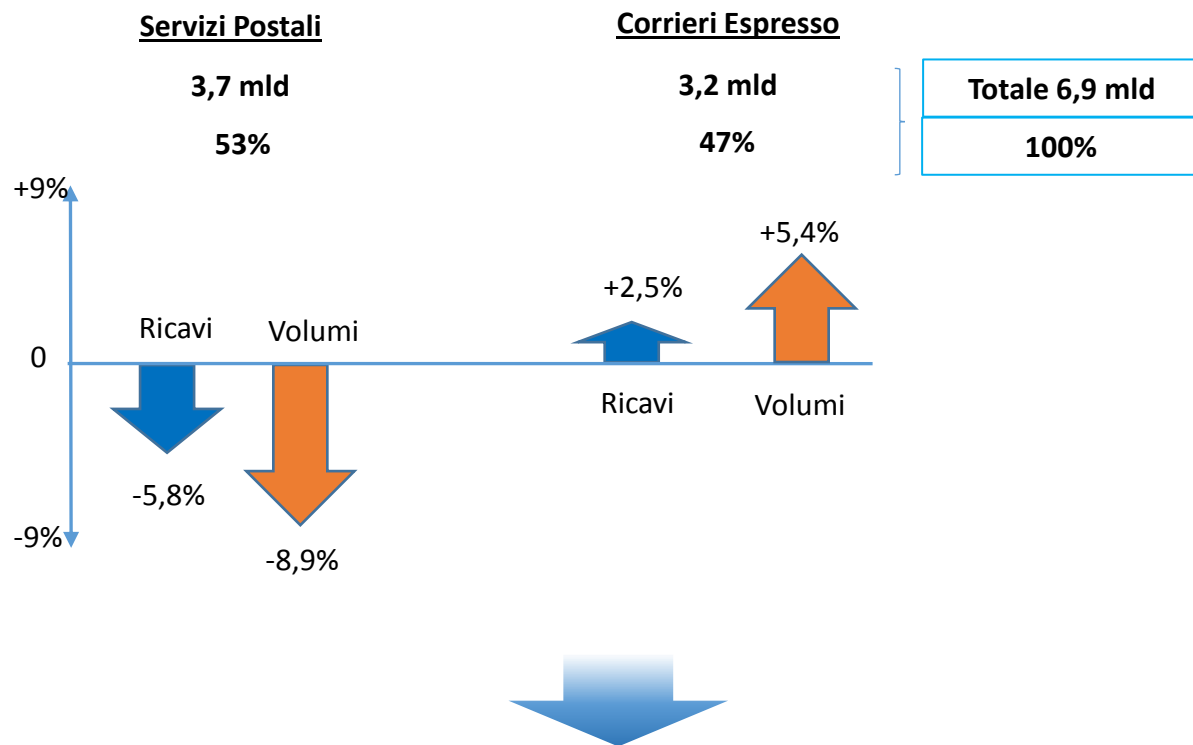 Servizi Postali
Corrieri Espresso
3,7 mld
3,2 mld
Totale 6,9 mld
53%
47%
100%
+9%
+5,4%
+2,5%
Ricavi
Volumi
0
Ricavi
Volumi
-5,8%
-9%
-8,9%